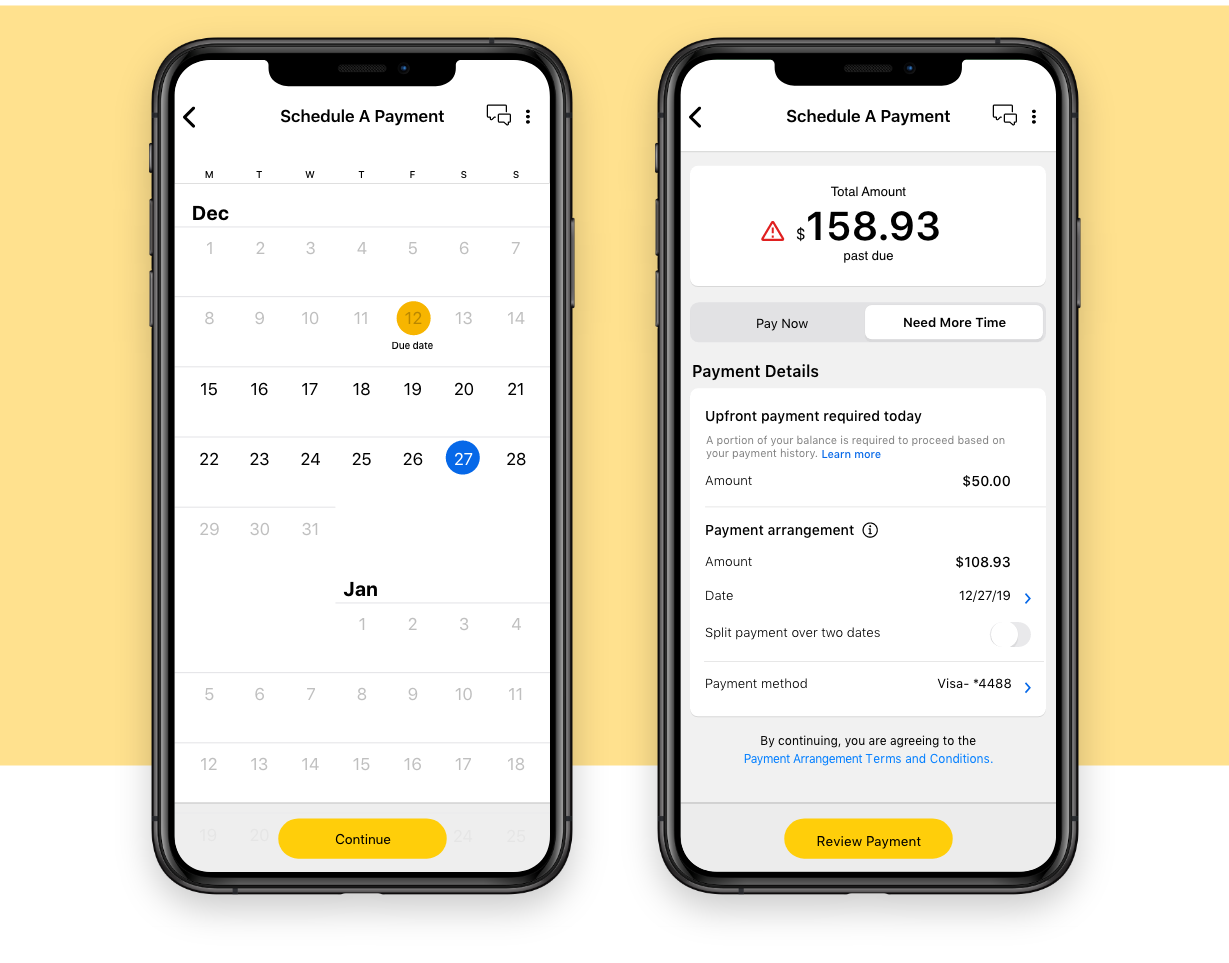 Schedule A Payment
M T W T F S S
Dec
1 2 3 4 5 6 7
8 9 10 11 12 13 14
Due date
15 16 17 18 19 20 21
22 23 24 25 26 27 28
29 30 31
Jan
1 2 3 4
5 6 7 8 9 10 11
12 13 14 15 16 17 18
19 20 24 25
Continue
Schedule A Payment
Total Amount
$158.93
past due
Pay Now Need More Time
Payment Details
Upfront payment required today
A portion of your balance is required to proceed based on
your payment history. Learn more
Amount $50.00
Payment arrangement
Amount $108.93
Date 12/27/19
Split payment over two dates
Payment method Visa- *4488
By continuing, you are agreeing to the
Payment Arrangement Terms and Conditions.
Review Payment